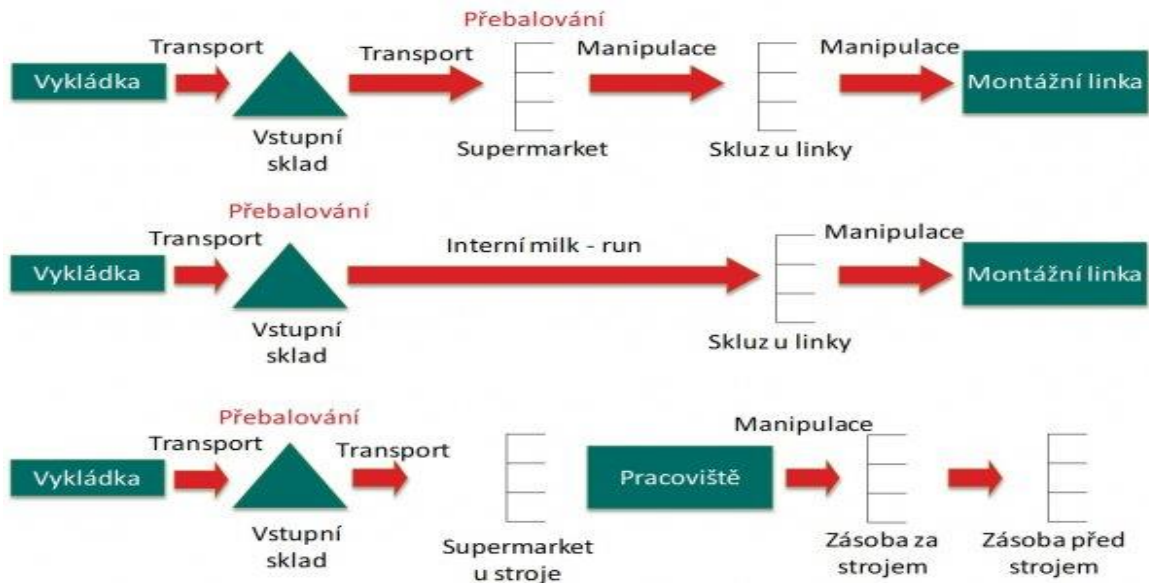 Přebalování
Transport
Transport
Manipulace
Manipulace
Vykládka
Montážní linka
Vstupní
sklad
Supermarket
Skluz u linky
Přebalování
Transport
Interní milk - run
Manipulace
Vykládka
Montážní linka
Vstupní
sklad
Skluz u linky
Přebalování
Transport
Transport
Manipulace
Vykládka
Pracoviště
Vstupní
sklad
Supermarket
u stroje
Zásoba za
strojem
Zásoba před
strojem